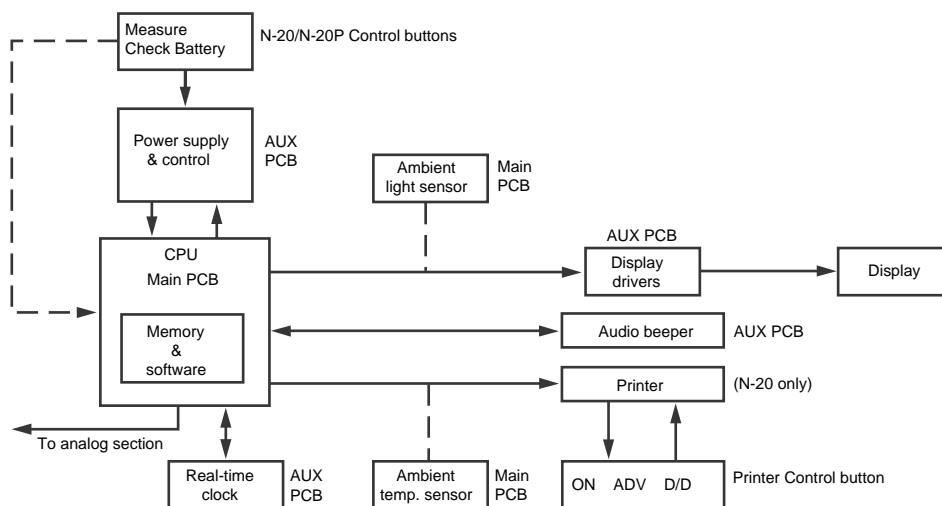 Measure
Check Battery
N-20/N-20P Control buttons
Power supply
& control
AUX
PCB
Ambient
light sensor
Main
PCB
CPU
Main PCB
AUX PCB
Display
drivers
Display
Memory
&
software
Audio beeper
AUX PCB
Printer
(N-20 only)
To analog section
Real-time
clock
AUX
PCB
Ambient
temp. sensor
Main
PCB
ON ADV D/D
Printer Control button